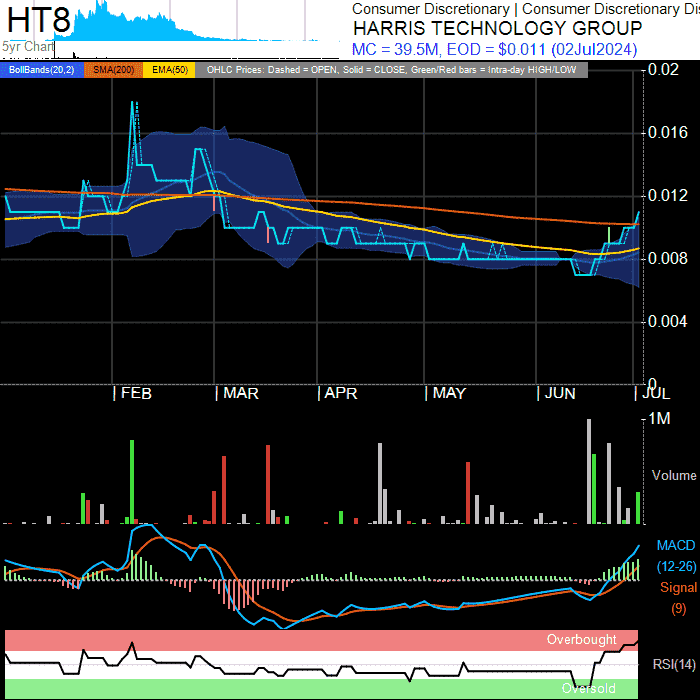 HT8
Consumer Discretionary | Consumer Discretionary Dis
HARRIS TECHNOLOGY GROUP
5yr Chart
MC = 39.5M, EOD = $0.011 (02Jul2024)
BollBands(20,2) SMA(200) EMA(50) OHLC Prices: Dashed = OPEN, Solid = CLOSE, Green/Red bars = Intra-day HIGH/LOW
0.02
0.016
0.012
0.008
0.004
0
FEB MAR APR MAY JUN JUL
1M
Volume
MACD
(12-26)
Signal
(9)
Overbought
RSI(14)
Oversold